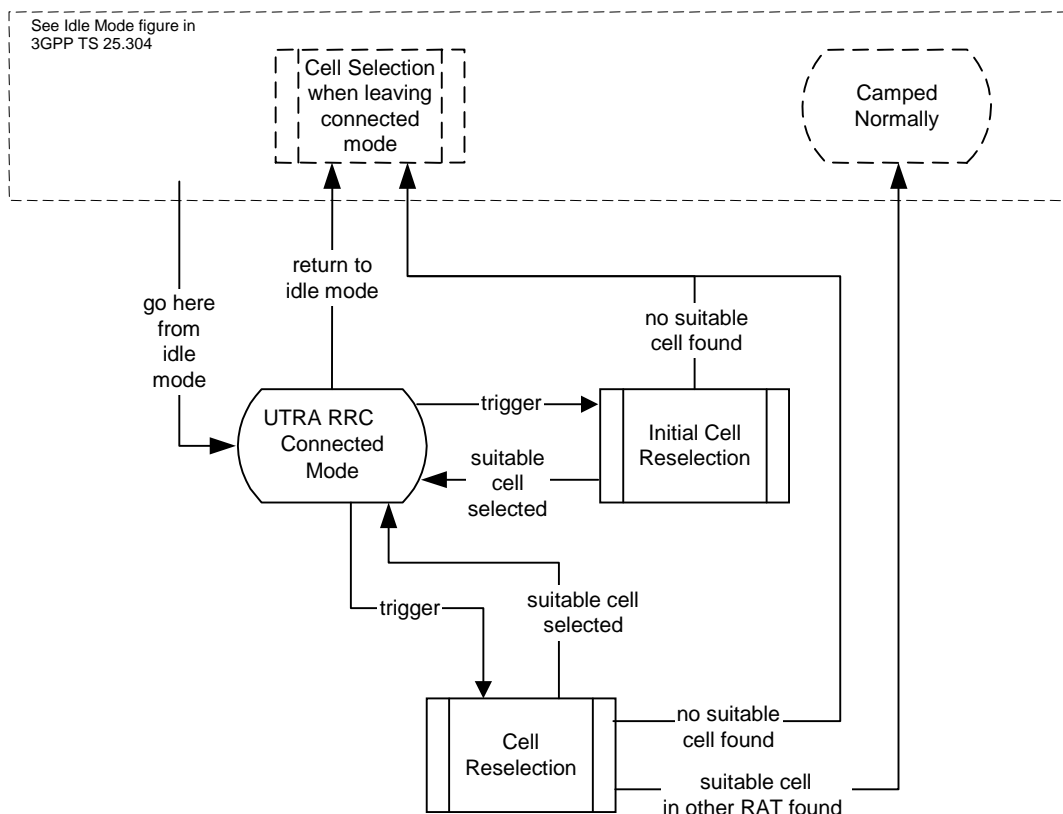 See Idle Mode figure in
3GPP TS 25.304
Cell Selection
when leaving
connected
mode
Camped
Normally
return to
idle mode
go here
from
idle
mode
no suitable
cell found
UTRA RRC
Connected
Mode
trigger
Initial Cell
Reselection
suitable
cell
selected
trigger
suitable cell
selected
Cell
Reselection
no suitable
cell found
suitable cell
in other RAT found